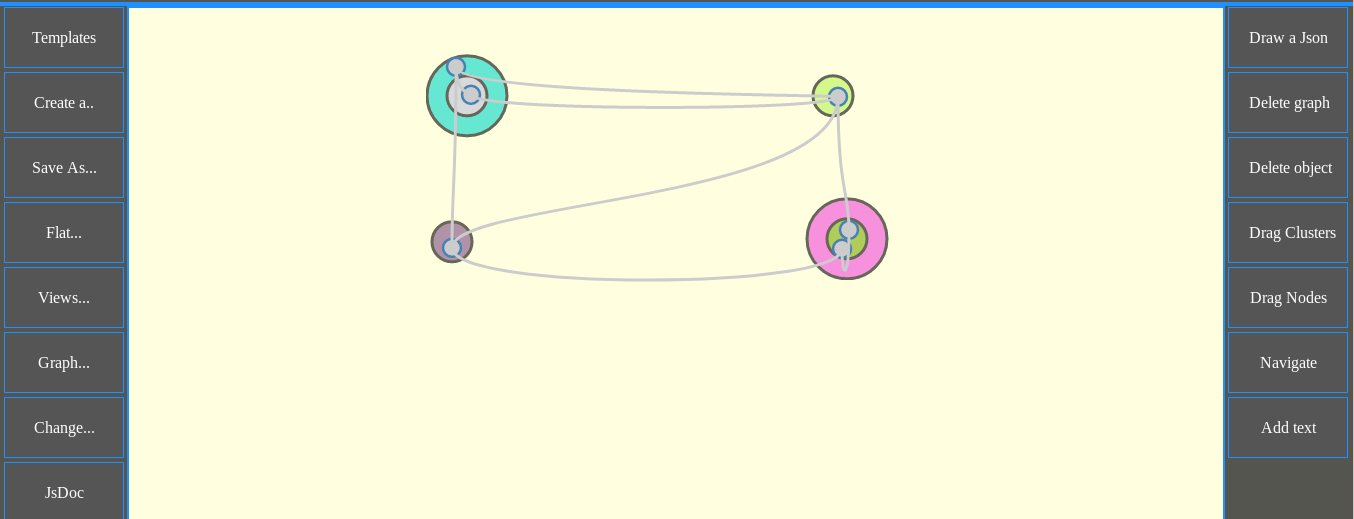 Templates
Create a..
Save As...
Flat...
Views...
Graph...
Change...
JsDoc
Draw a Json
Delete graph
Delete object
Drag Clusters
Drag Nodes
Navigate
Add text